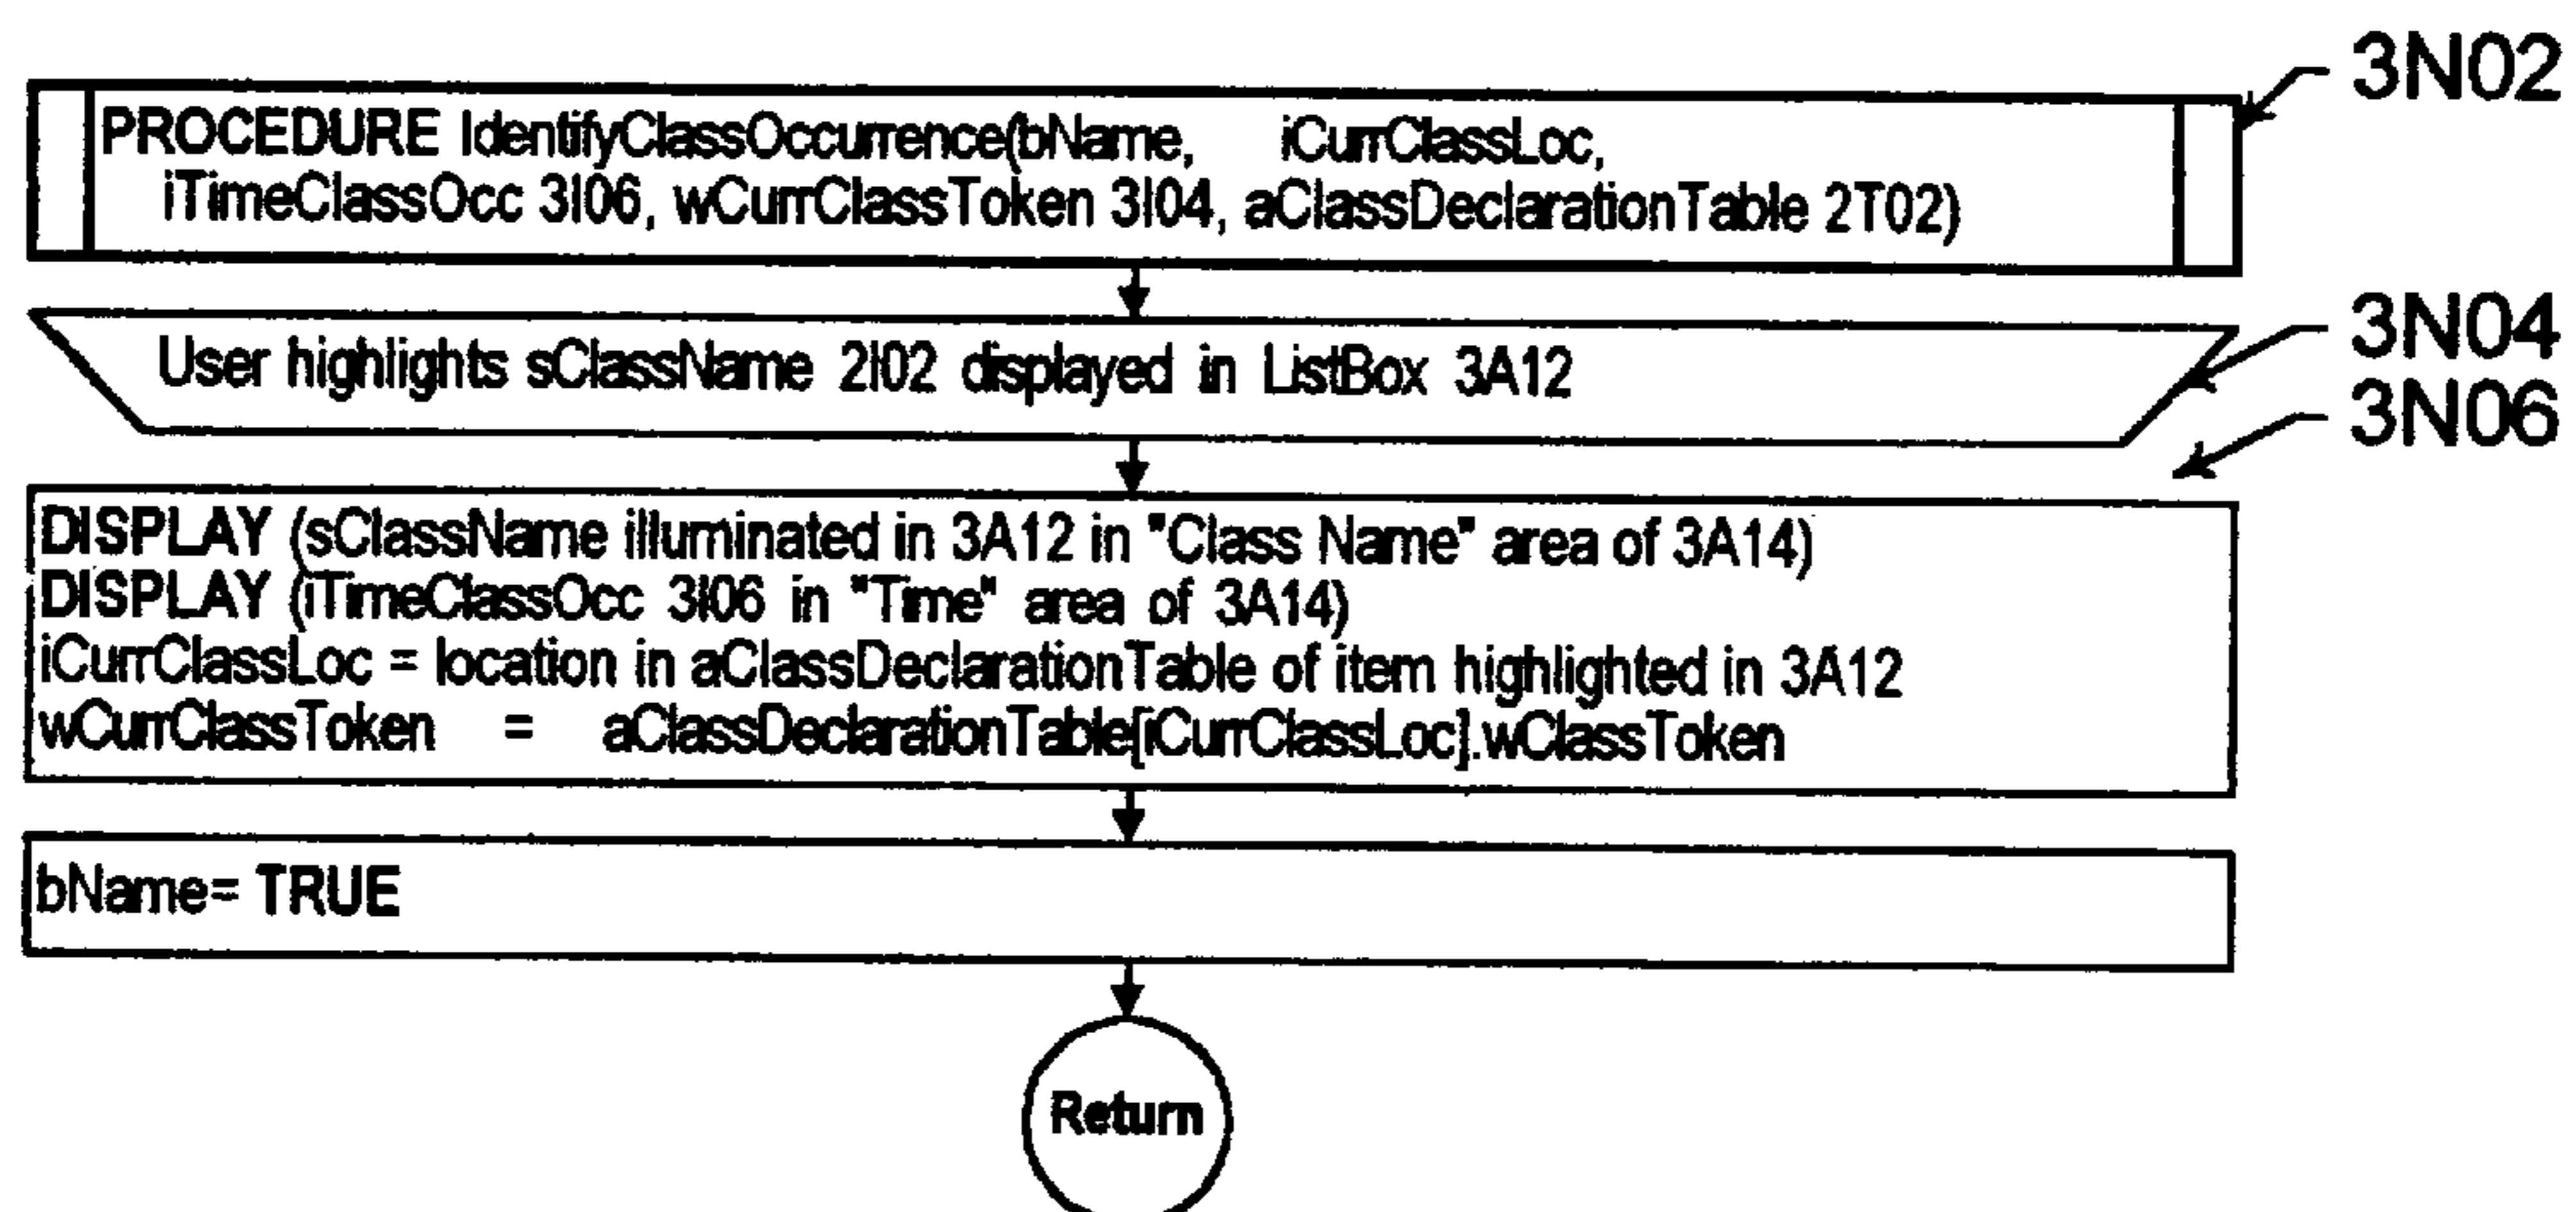 3N02
PROCEDURE IdentifyClassOccurrence(bName, iCurrClassLoc,
iTimeClassOcc 3I06, wCurrClassToken 3I04, aClassDeclarationTable 2T02)
3N04
User highlights sClassName 2I02 displayed in ListBox 3A12
3N06
DISPLAY (sClassName illuminated in 3A12 in "Class Name" area of 3A14)
DISPLAY (iTimeClassOcc 3I06 in "Time" area of 3A14)
iCurrClassLoc = location in aClassDeclarationTable of item highlighted in 3A12
wCurrClassToken = aClassDeclarationTable[iCurrClassLoc].wClassToken
bName= TRUE
Return